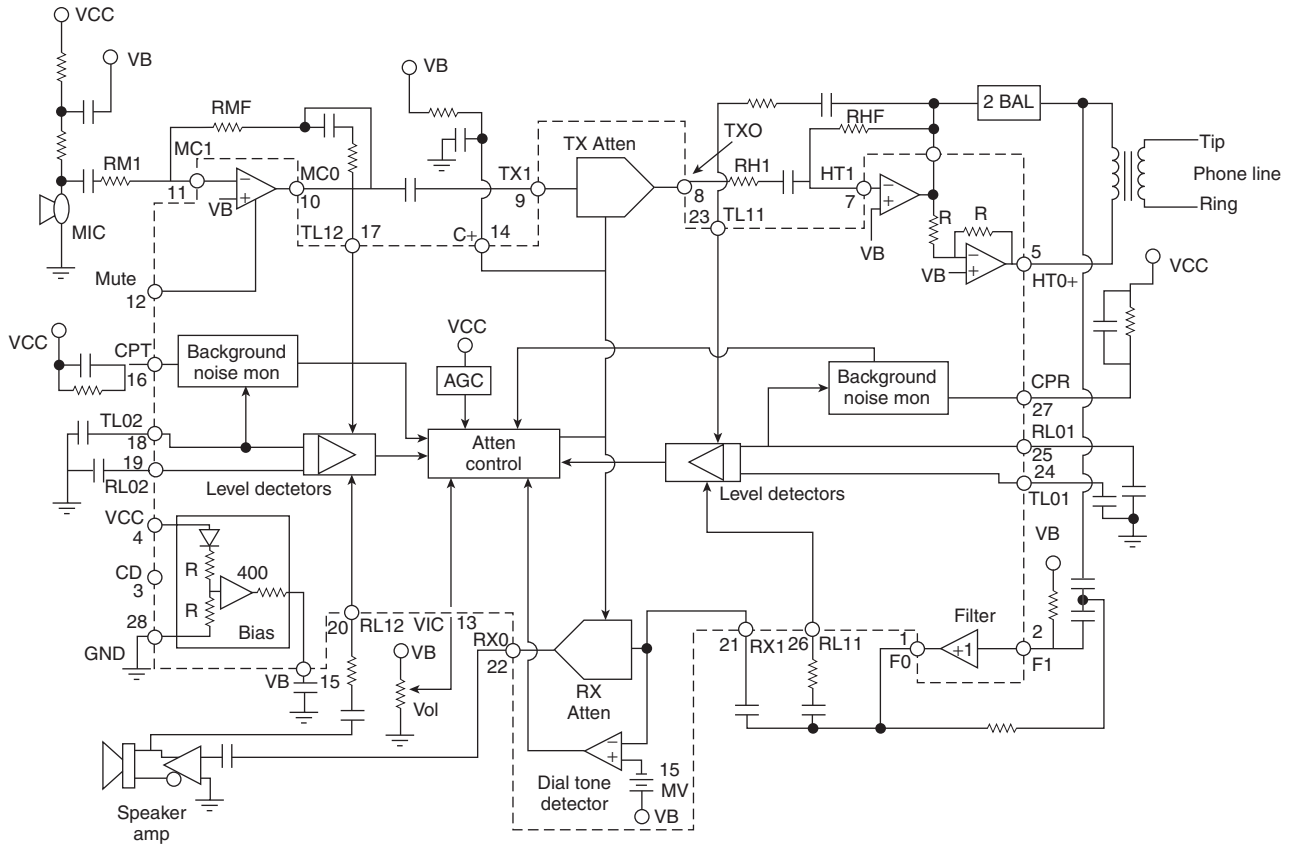 VCC
VB
VB
RMF
2 BAL
RHF
TX Atten
TXO
Tip
MC1
RM1
MC0
TX1
RH1
HT1
Phone line
11
VB
10
9
8
7
Ring
MIC
TL12
17
C+
14
23
TL11
VB
R
R
5
Mute
VB
HT0+
12
VCC
VCC
VCC
CPT
Background
noise mon
AGC
Background
noise mon
CPR
16
27
TL02
18
Atten
control
RL01
25
19
24
RL02
Level dectetors
Level detectors
TL01
VCC
4
VB
CD
R
400
3
R
28
Bias
20
RL12
VIC
13
RX0
21
RX1
26
RL11
1
Filter
2
GND
VB
22
F0
+1
F1
VB
15
RX
Atten
Vol
15
MV
Dial tone
detector
VB
Speaker
amp